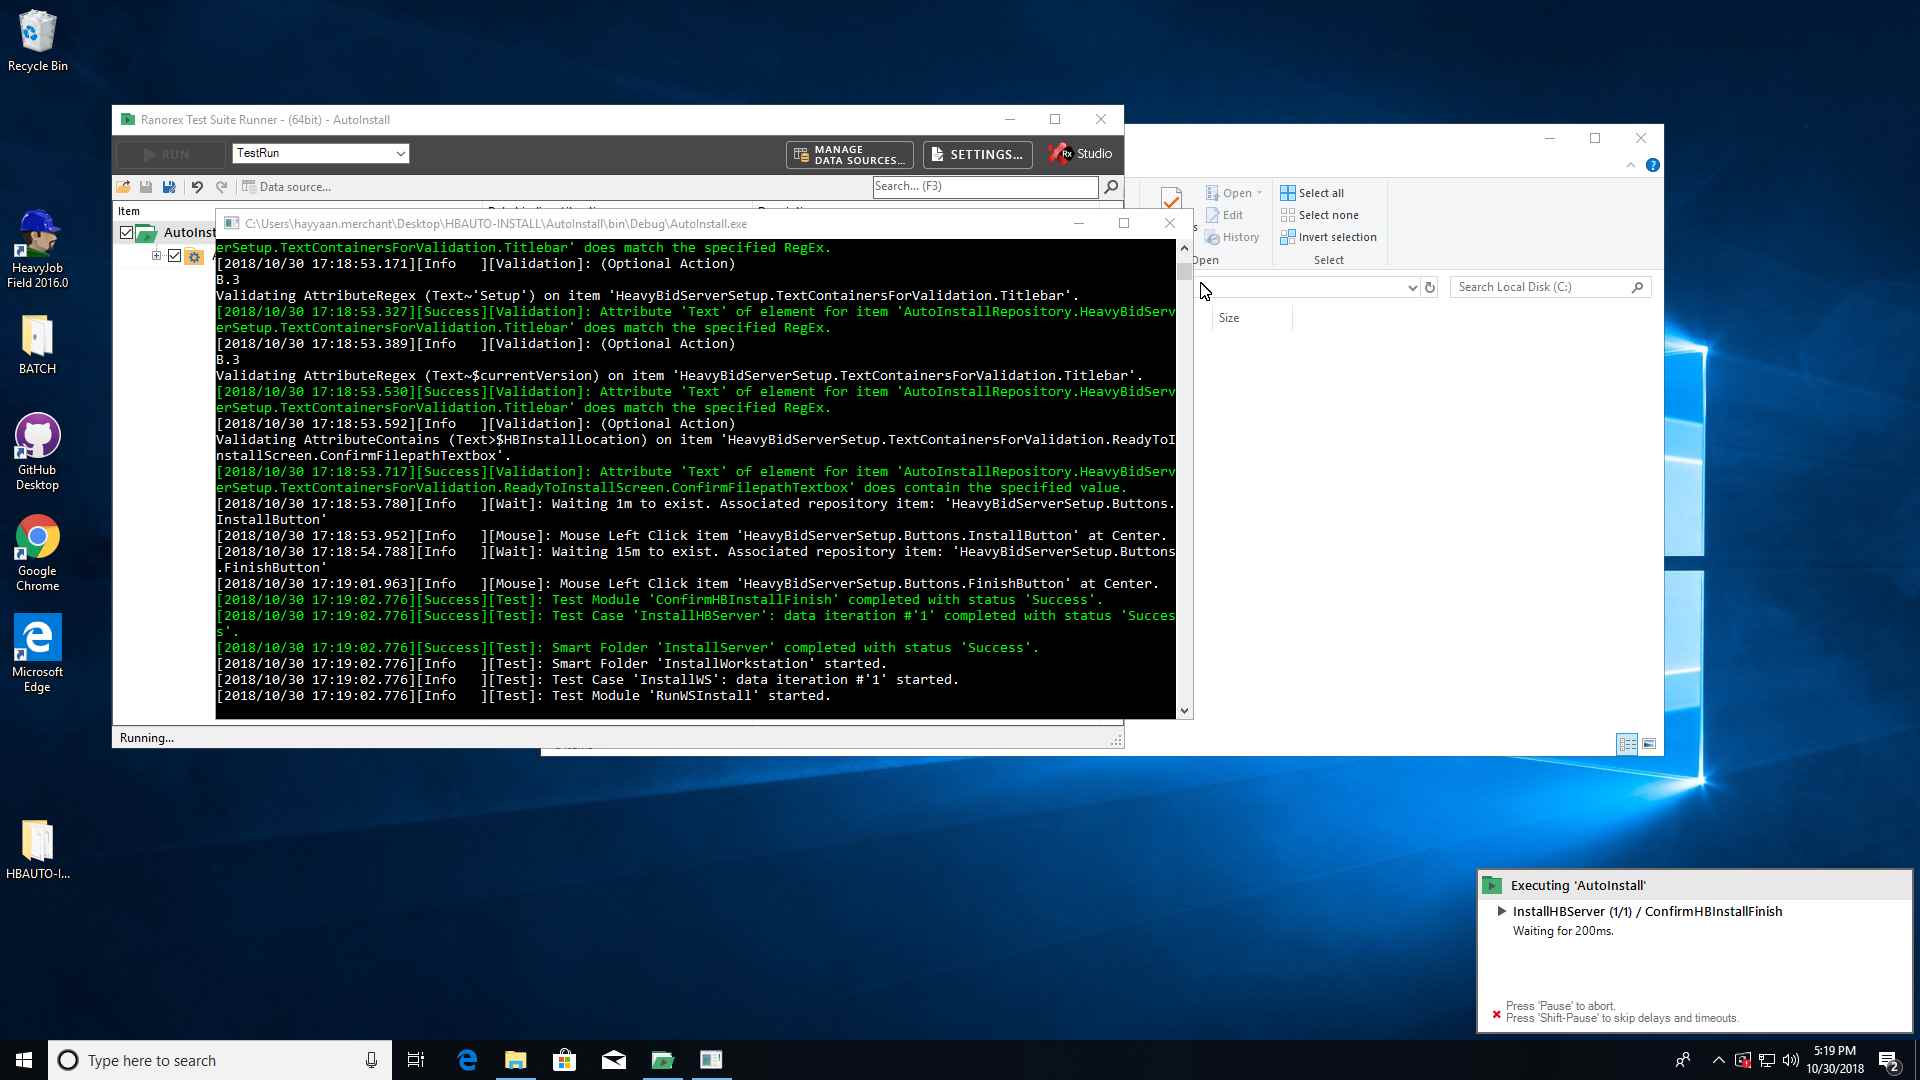 Recycle Bin
HeavyJob
Field 2016.0
BATCH
GitHub
Desktop
Google
Chrome
Microsoft
Edge
HBAUTO-I...
Ranorex Test Suite Runner - (64bit) - AutoInstall
RUN
TestRun
MANAGE
DATA SOURCES...
SETTINGS...
Rx Studio
Data source...
Search... (F3)
Item
AutoInst
C:\Users\hayyaan.merchant\Desktop\HBAUTO-INSTALL\AutoInstall\bin\Debug\AutoInstall.exe
erSetup.TextContainersForValidation.Titlebar' does match the specified RegEx.
[2018/10/30 17:18:53.171][Info   ][Validation]: (Optional Action)
B.3
Validating AttributeRegex (Text~'Setup') on item 'HeavyBidServerSetup.TextContainersForValidation.Titlebar'.
[2018/10/30 17:18:53.327][Success][Validation]: Attribute 'Text' of element for item 'AutoInstallRepository.HeavyBidServ
erSetup.TextContainersForValidation.Titlebar' does match the specified RegEx.
[2018/10/30 17:18:53.389][Info   ][Validation]: (Optional Action)
B.3
Validating AttributeRegex (Text~$currentVersion) on item 'HeavyBidServerSetup.TextContainersForValidation.Titlebar'.
[2018/10/30 17:18:53.530][Success][Validation]: Attribute 'Text' of element for item 'AutoInstallRepository.HeavyBidServ
erSetup.TextContainersForValidation.Titlebar' does match the specified RegEx.
[2018/10/30 17:18:53.592][Info   ][Validation]: (Optional Action)
Validating AttributeContains (Text>$HBInstallLocation) on item 'HeavyBidServerSetup.TextContainersForValidation.ReadyToI
nstallScreen.ConfirmFilepathTextbox'.
[2018/10/30 17:18:53.717][Success][Validation]: Attribute 'Text' of element for item 'AutoInstallRepository.HeavyBidServ
erSetup.TextContainersForValidation.ReadyToInstallScreen.ConfirmFilepathTextbox' does contain the specified value.
[2018/10/30 17:18:53.780][Info   ][Wait]: Waiting 1m to exist. Associated repository item: 'HeavyBidServerSetup.Buttons.
InstallButton'
[2018/10/30 17:18:53.952][Info   ][Mouse]: Mouse Left Click item 'HeavyBidServerSetup.Buttons.InstallButton' at Center.
[2018/10/30 17:18:54.788][Info   ][Wait]: Waiting 15m to exist. Associated repository item: 'HeavyBidServerSetup.Buttons
.FinishButton'
[2018/10/30 17:19:01.963][Info   ][Mouse]: Mouse Left Click item 'HeavyBidServerSetup.Buttons.FinishButton' at Center.
[2018/10/30 17:19:02.776][Success][Test]: Test Module 'ConfirmHBInstallFinish' completed with status 'Success'.
[2018/10/30 17:19:02.776][Success][Test]: Test Case 'InstallHBServer': data iteration #'1' completed with status 'Succes
s'.
[2018/10/30 17:19:02.776][Success][Test]: Smart Folder 'InstallServer' completed with status 'Success'.
[2018/10/30 17:19:02.776][Info   ][Test]: Smart Folder 'InstallWorkstation' started.
[2018/10/30 17:19:02.776][Info   ][Test]: Test Case 'InstallWS': data iteration #'1' started.
[2018/10/30 17:19:02.776][Info   ][Test]: Test Module 'RunWSInstall' started.
Running...
Open
Edit
History
Open
Select all
Select none
Invert selection
Select
Search Local Disk (C:)
Size
Executing 'AutoInstall'
InstallHBServer (1/1) / ConfirmHBInstallFinish
Waiting for 200ms.
Press 'Pause' to abort.
Press 'Shift-Pause' to skip delays and timeouts.
Type here to search
5:19 PM
10/30/2018
2